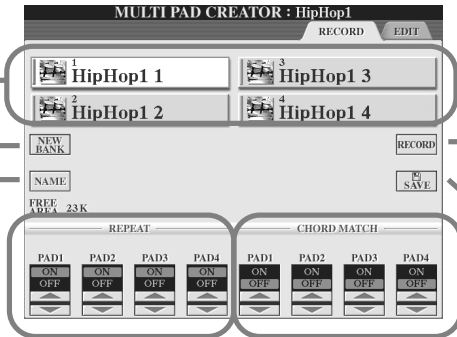 MULTI PAD CREATOR : HipHop1
RECORD EDIT
1 HipHop1 1
3 HipHop1 3
2 HipHop1 2
4 HipHop1 4
NEW
BANK
RECORD
NAME
SAVE
FREE
AREA 23K
REPEAT CHORD MATCH
PAD1 PAD2 PAD3 PAD4 PAD1 PAD2 PAD3 PAD4
ON ON ON ON ON ON ON ON
OFF OFF OFF OFF OFF OFF OFF OFF